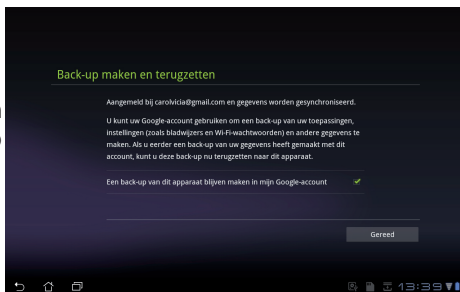 Back-up maken en terugzetten
Aangemeld bij carolvicia@gmail.com en gegevens worden gesynchroniseerd.
U kunt uw Google-account gebruiken om een back-up van uw toepassingen,
instellingen (zoals bladwijzers en Wi-Fi-wachtwoorden) en andere gegevens te
maken. Als u eerder een back-up van uw gegevens heeft gemaakt met dit
account, kunt u deze back-up nu terugzetten naar dit apparaat.
Een back-up van dit apparaat blijven maken in mijn Google-account
Gereed
13:39